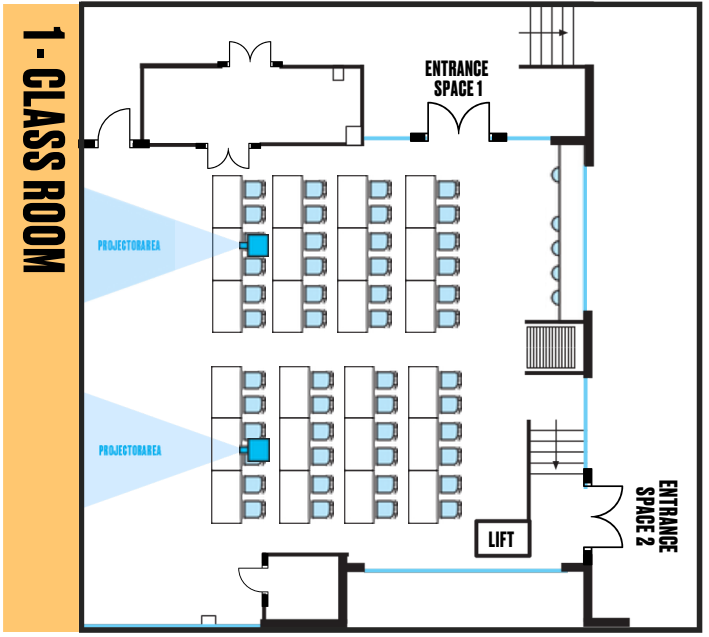 1 - CLASS ROOM
ENTRANCE
SPACE 1
PROJECTORAREA
PROJECTORAREA
ENTRANCE
SPACE 2
LIFT